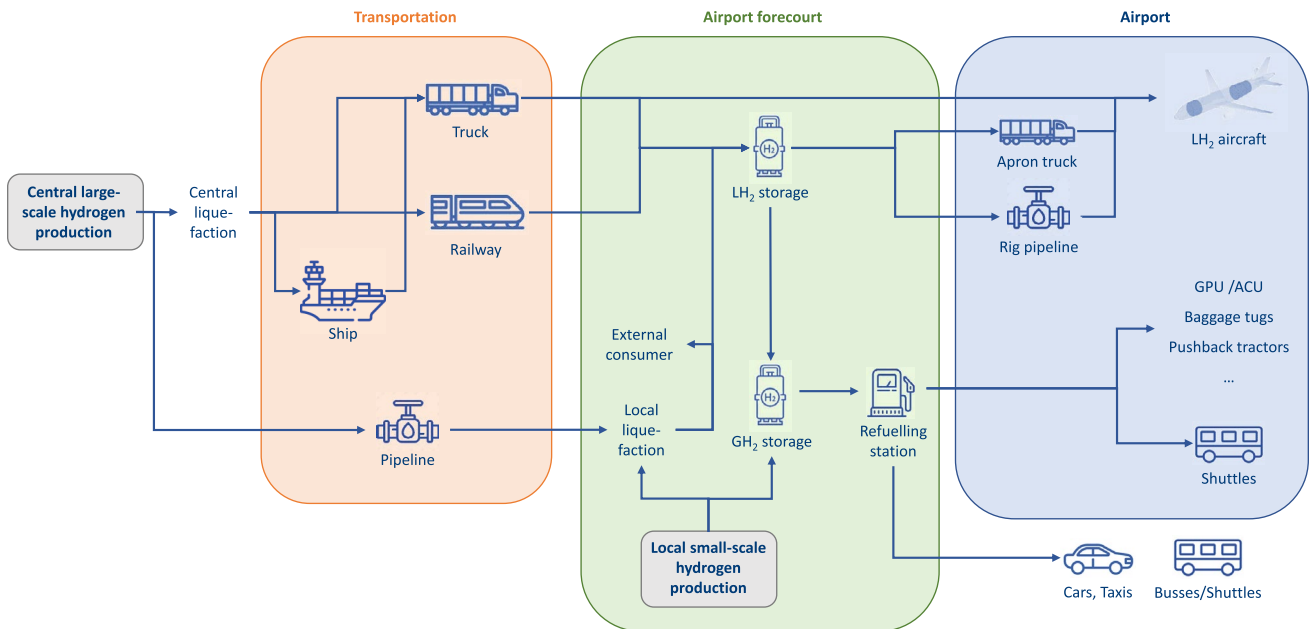 Transportation
Airport forecourt
Airport
Truck
Central large-
scale hydrogen
production
Central
lique-
faction
Railway
Ship
Pipeline
H₂
LH₂ storage
External
consumer
Local
lique-
faction
H₂
GH₂ storage
Refuelling
station
Local small-scale
hydrogen
production
LH₂ aircraft
Apron truck
Rig pipeline
GPU /ACU
Baggage tugs
Pushback tractors
...
Shuttles
Cars, Taxis
Busses/Shuttles